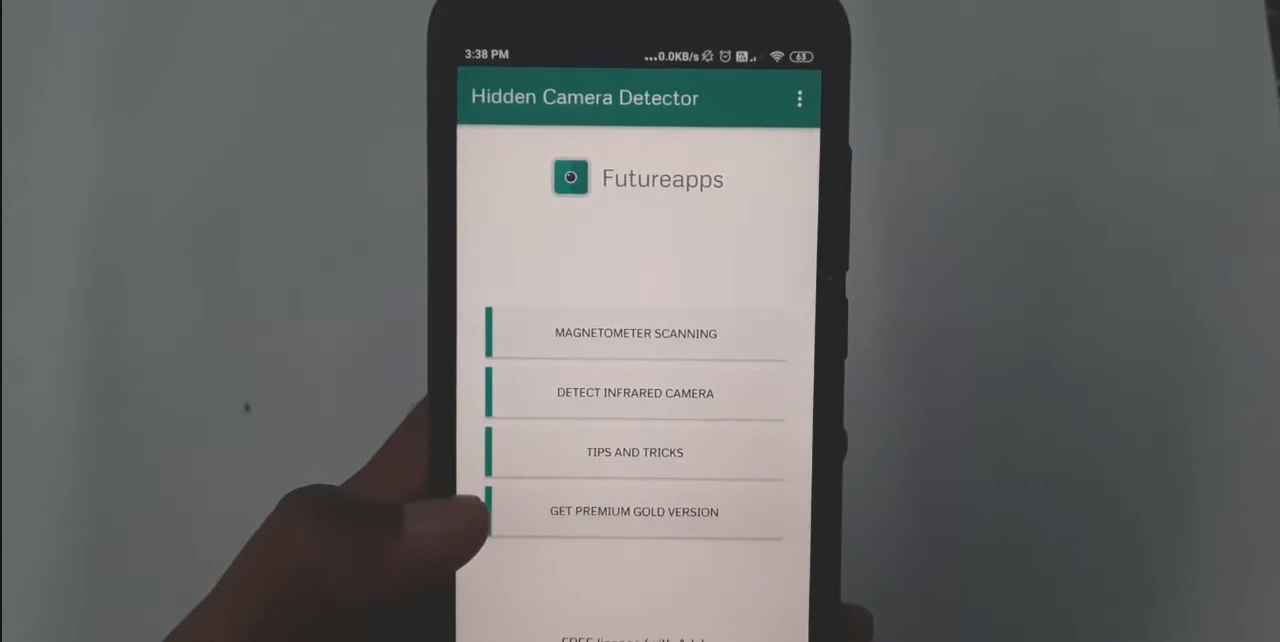 3:38 PM
...0.0KB/s
63
Hidden Camera Detector
Futureapps
MAGNETOMETER SCANNING
DETECT INFRARED CAMERA
TIPS AND TRICKS
GET PREMIUM GOLD VERSION